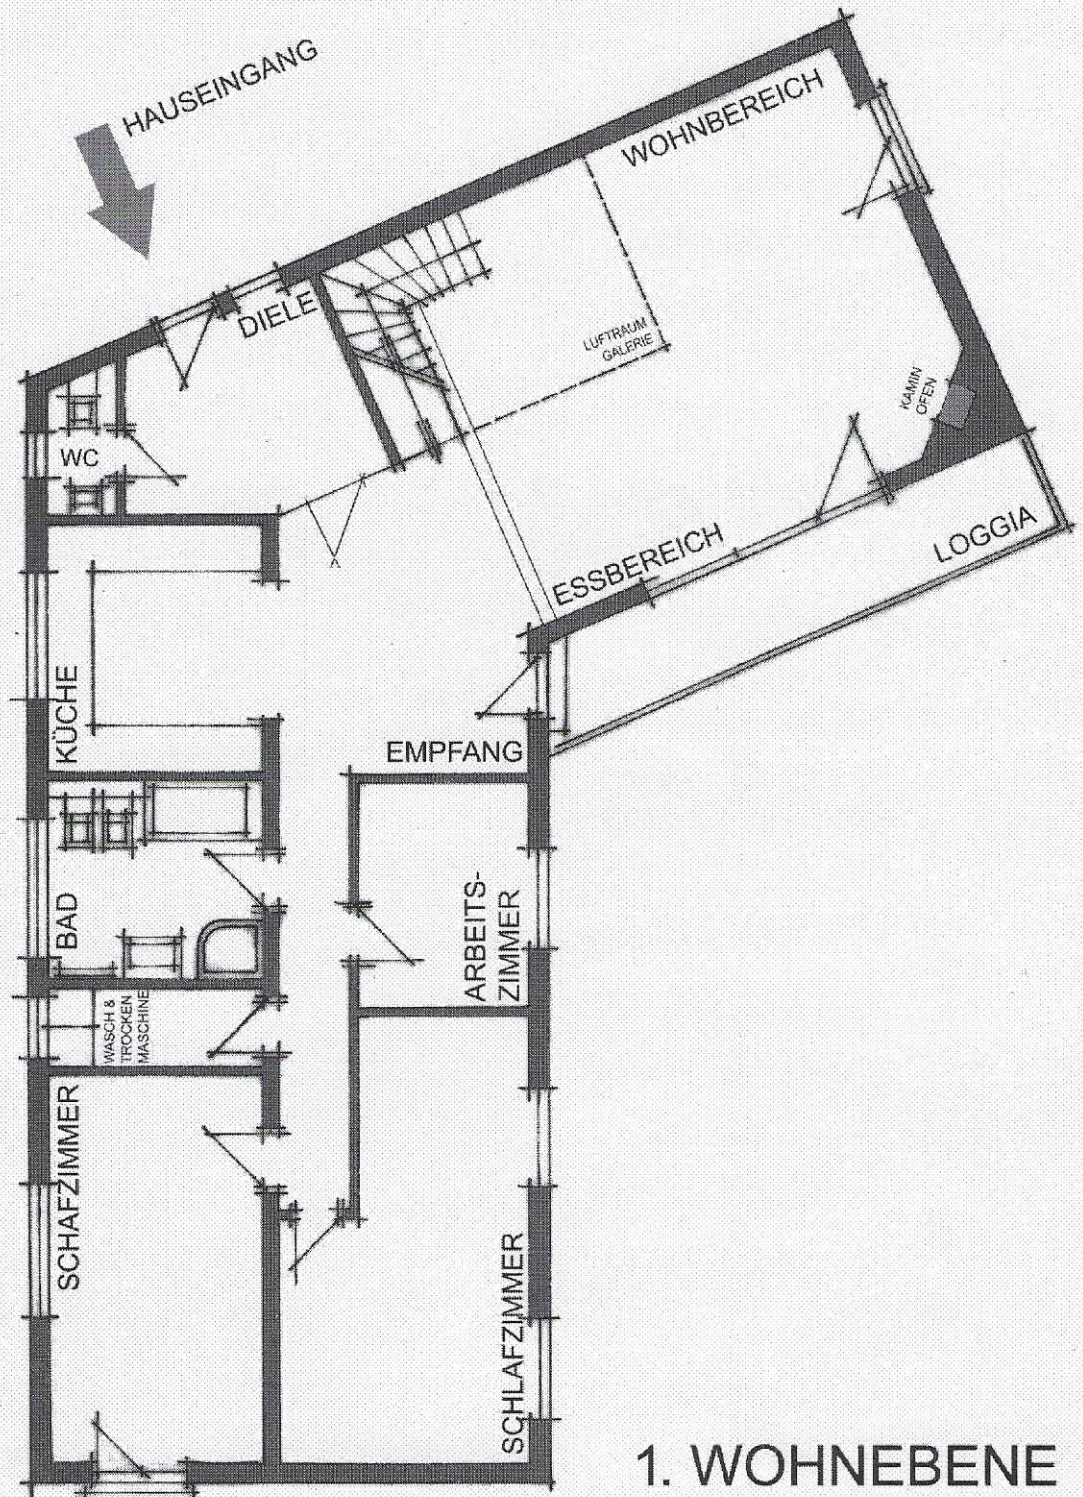 HAUSEINGANG
WOHNBEREICH
DIELE
LUFTRAUM
GALERIE
KAMIN
OFEN
WC
ESSBEREICH
LOGGIA
KÜCHE
EMPFANG
BAD
ARBEITS-
ZIMMER
WASCH &
TROCKEN
MASCHINE
SCHAFZIMMER
SCHLAFZIMMER
1. WOHNEBENE